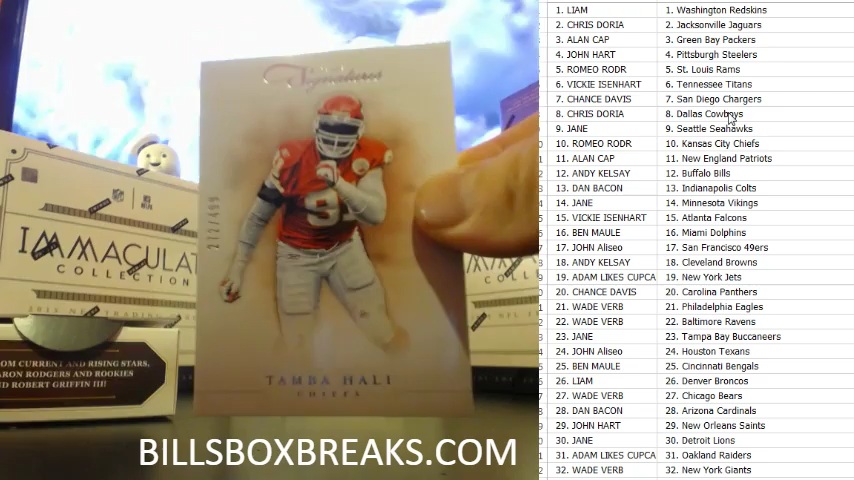 Signatures
272/499
TAMBA HALI
CHIEFS
IMMACULAT
COLLECTION
OM CURRENT AND RISING STARS,
ARON RODGERS AND ROOKIES
D ROBERT GRIFFIN III!
COLL
BILLSBOXBREAKS.COM
1. LIAM 1. Washington Redskins
2. CHRIS DORIA 2. Jacksonville Jaguars
3. ALAN CAP 3. Green Bay Packers
4. JOHN HART 4. Pittsburgh Steelers
5. ROMEO RODR 5. St. Louis Rams
6. VICKIE ISENHART 6. Tennessee Titans
7. CHANCE DAVIS 7. San Diego Chargers
8. CHRIS DORIA 8. Dallas Cowboys
9. JANE 9. Seattle Seahawks
10. ROMEO RODR 10. Kansas City Chiefs
11. ALAN CAP 11. New England Patriots
12. ANDY KELSAY 12. Buffalo Bills
13. DAN BACON 13. Indianapolis Colts
14. JANE 14. Minnesota Vikings
15. VICKIE ISENHART 15. Atlanta Falcons
16. BEN MAULE 16. Miami Dolphins
17. JOHN Aliseo 17. San Francisco 49ers
18. ANDY KELSAY 18. Cleveland Browns
19. ADAM LIKES CUPCA 19. New York Jets
20. CHANCE DAVIS 20. Carolina Panthers
21. WADE VERB 21. Philadelphia Eagles
22. WADE VERB 22. Baltimore Ravens
23. JANE 23. Tampa Bay Buccaneers
24. JOHN Aliseo 24. Houston Texans
25. BEN MAULE 25. Cincinnati Bengals
26. LIAM 26. Denver Broncos
27. WADE VERB 27. Chicago Bears
28. DAN BACON 28. Arizona Cardinals
29. JOHN HART 29. New Orleans Saints
30. JANE 30. Detroit Lions
31. ADAM LIKES CUPCA 31. Oakland Raiders
32. WADE VERB 32. New York Giants